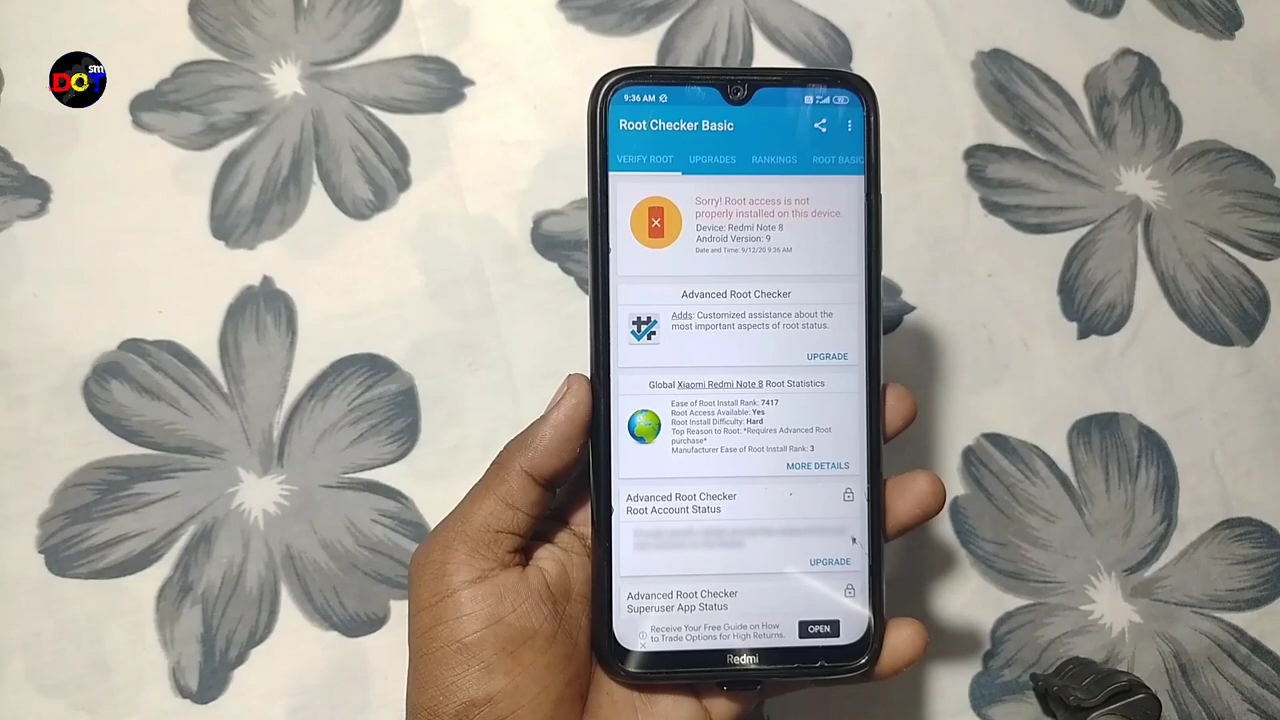 DOT
sm
9:36 AM
92
Root Checker Basic
VERIFY ROOT UPGRADES RANKINGS ROOT BASIC
Sorry! Root access is not
properly installed on this device.
Device: Redmi Note 8
Android Version: 9
Date and Time: 9/12/20 9:36 AM
Advanced Root Checker
Adds: Customized assistance about the
most important aspects of root status.
UPGRADE
Global Xiaomi Redmi Note 8 Root Statistics
Ease of Root Install Rank: 7417
Root Access Available: Yes
Root Install Difficulty: Hard
Top Reason to Root: *Requires Advanced Root
purchase*
Manufacturer Ease of Root Install Rank: 3
MORE DETAILS
Advanced Root Checker
Root Account Status
UPGRADE
Advanced Root Checker
Superuser App Status
Receive Your Free Guide on How
to Trade Options for High Returns.
OPEN
Redmi